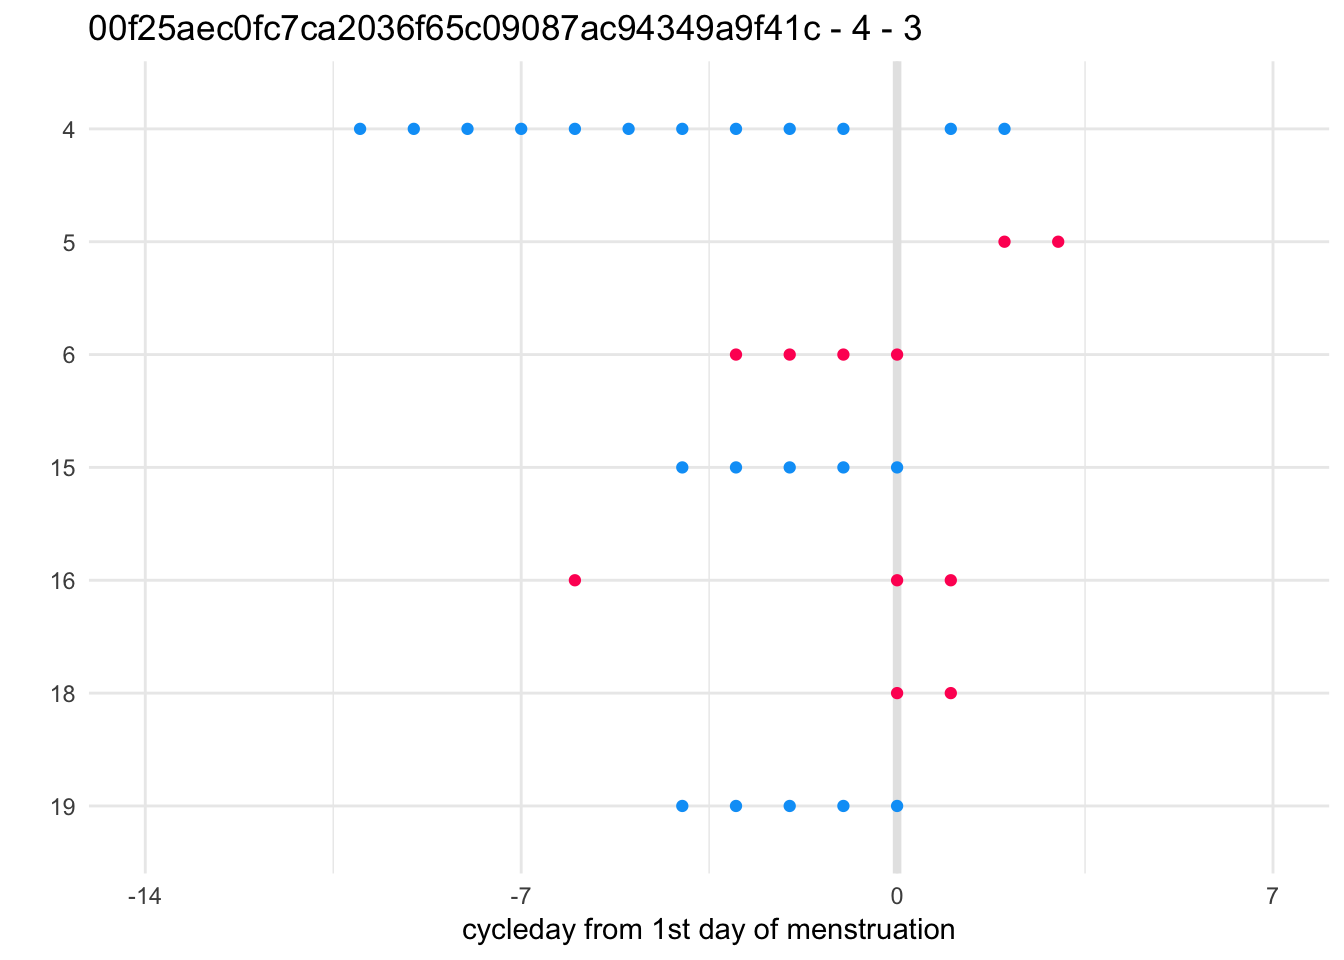 00f25aec0fc7ca2036f65c09087ac94349a9f41c - 4 - 3
4
5
6
15
16
18
19
-14 -7 0 7
cycleday from 1st day of menstruation